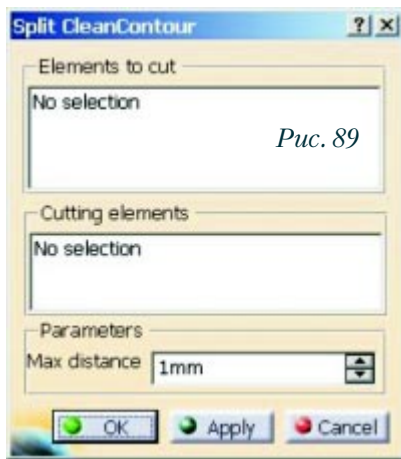 Split CleanContour ? ×
Elements to cut
No selection
Рис. 89
Cutting elements
No selection
Parameters
Max distance 1mm
OK Apply Cancel